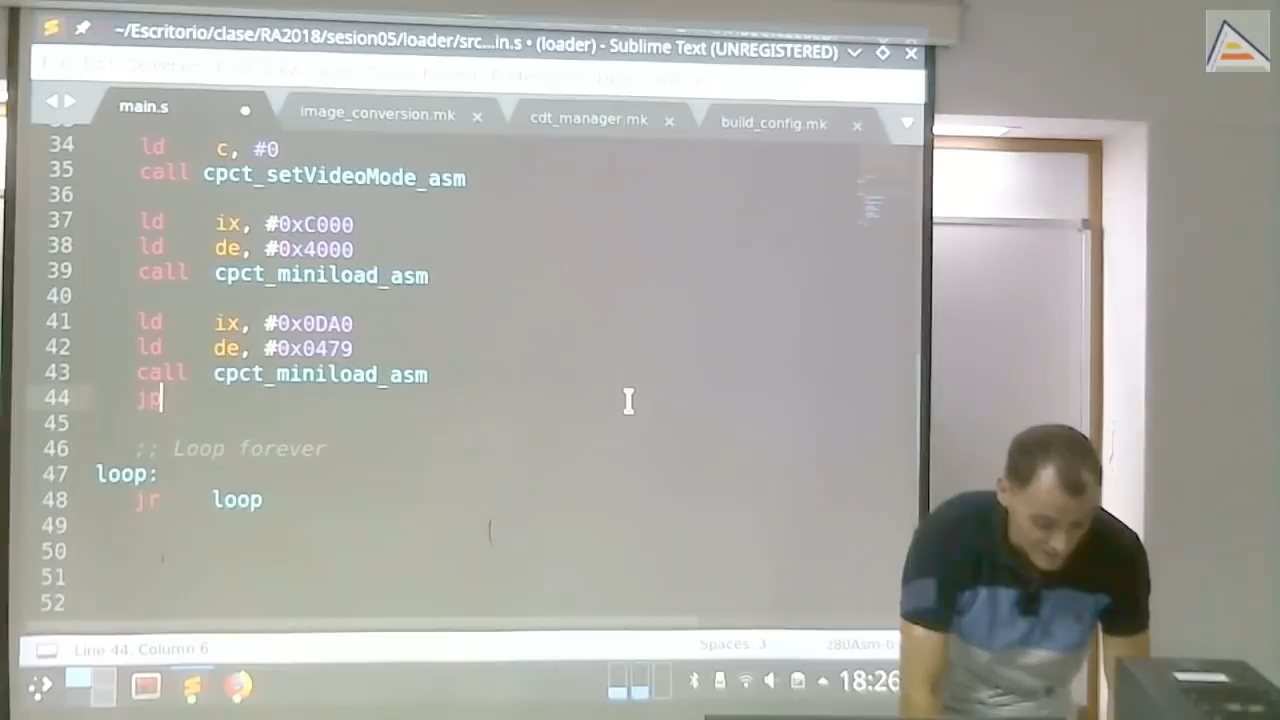 ~/Escritorio/clase/RA2018/sesion05/loader/src...in.s • (loader) - Sublime Text (UNREGISTERED)
main.s
image_conversion.mk
cdt_manager.mk
build_config.mk
34 ld c, #0
35 call cpct_setVideoMode_asm
36
37 ld ix, #0xC000
38 ld de, #0x4000
39 call cpct_miniload_asm
40
41 ld ix, #0x0DA0
42 ld de, #0x0479
43 call cpct_miniload_asm
44 jp
45
46 ;; Loop forever
47 loop:
48 jr loop
49
50
51
52
Line 44, Column 6
Spaces: 3
z80Asm-b
18:26